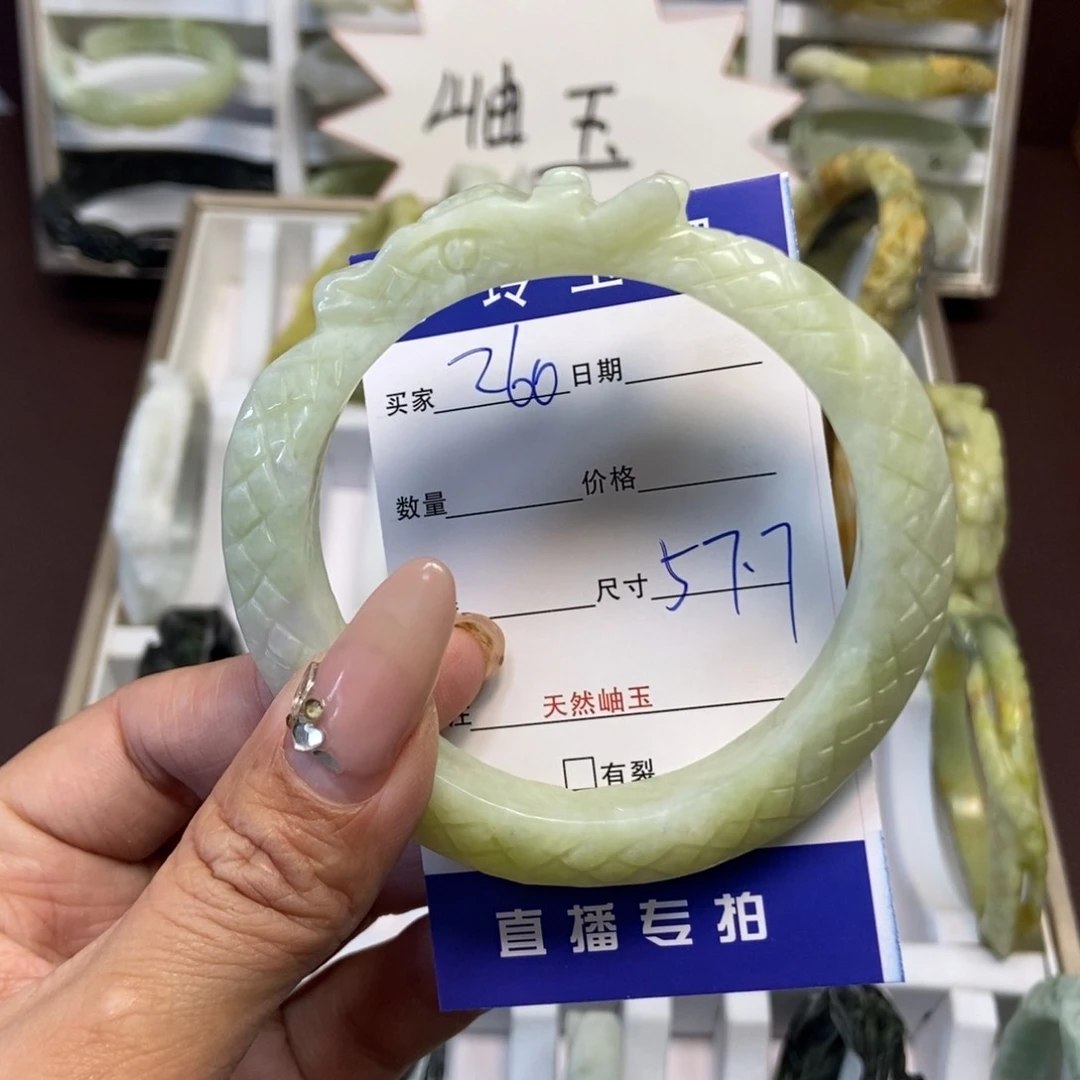 岫玉
买家 260 日期
数量 价格
尺寸 57.7
天然岫玉
□有裂
直播专拍